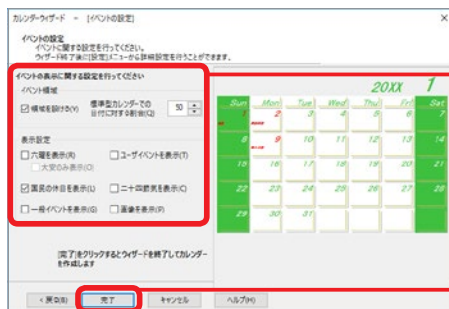 カレンダーウィザード - [イベントの設定]
イベントの設定
イベントに関する設定を行ってください。
ウィザード終了後に[設定]メニューから詳細設定を行うことができます。
イベントの表示に関する設定を行ってください
イベント領域
領域を設ける(V) 標準型カレンダーでの日付に対する割合(Q) 50
表示設定
六曜を表示(R) ユーザイベントを表示(T)
大安のみ表示(O)
国民の休日を表示(L) 二十四節気を表示(C)
一般イベントを表示(G) 画像を表示(P)
[完了]をクリックするとウィザードを終了してカレンダー
を作成します
< 戻る(B) 完了 キャンセル ヘルプ(H)
20XX 1
Sun Mon Tue Wed Thu Fri Sat
1 2 3 4 5 6 7
8 9 10 11 12 13 14
15 16 17 18 19 20 21
22 23 24 25 26 27 28
29 30 31